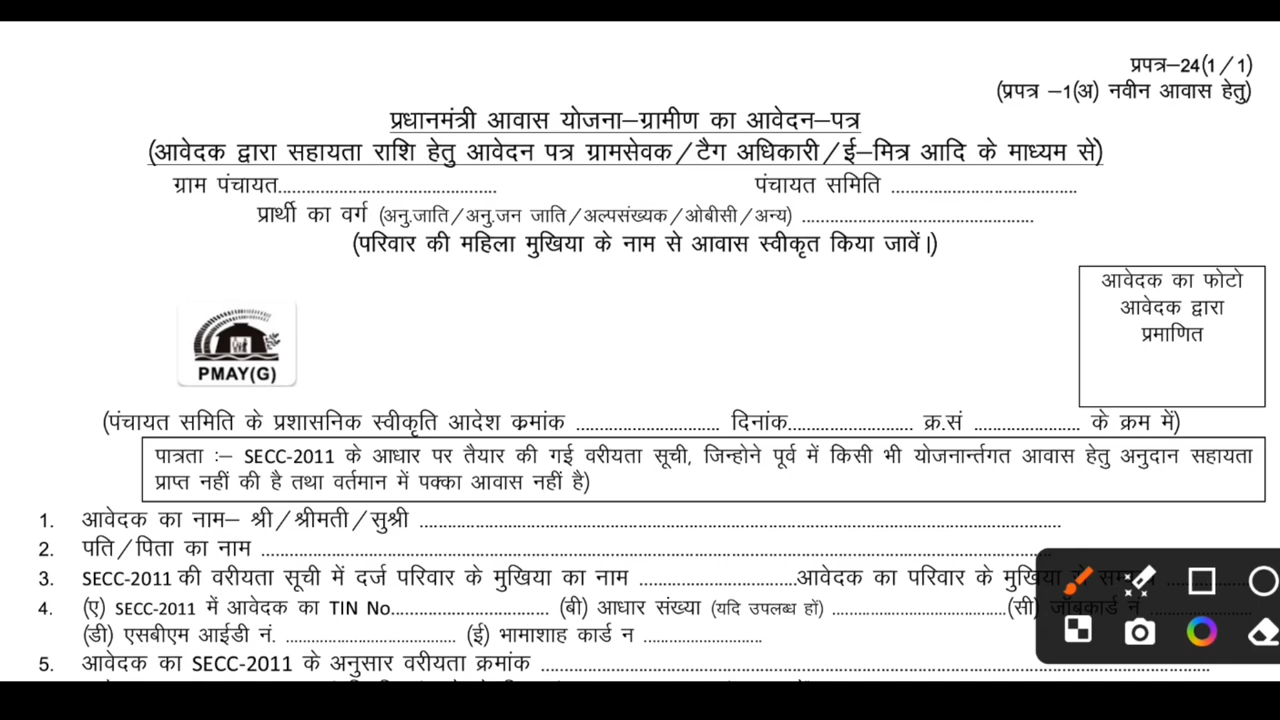 प्रपत्र–24(1/1)
(प्रपत्र –1(अ) नवीन आवास हेतु)
प्रधानमंत्री आवास योजना–ग्रामीण का आवेदन–पत्र
(आवेदक द्वारा सहायता राशि हेतु आवेदन पत्र ग्रामसेवक/टैग अधिकारी/ई–मित्र आदि के माध्यम से)
ग्राम पंचायत............................................... पंचायत समिति ........................................
प्रार्थी का वर्ग (अनु.जाति/अनु.जन जाति/अल्पसंख्यक/ओबीसी/अन्य) .................................................
(परिवार की महिला मुखिया के नाम से आवास स्वीकृत किया जावें।)
आवेदक का फोटो
आवेदक द्वारा
प्रमाणित
PMAY(G)
(पंचायत समिति के प्रशासनिक स्वीकृति आदेश क्रमांक .............................. दिनांक.......................... क्र.सं ...................... के क्रम में)
पात्रता :– SECC-2011 के आधार पर तैयार की गई वरीयता सूची, जिन्होने पूर्व में किसी भी योजनार्न्तगत आवास हेतु अनुदान सहायता
प्राप्त नहीं की है तथा वर्तमान में पक्का आवास नहीं है)
1. आवेदक का नाम– श्री/श्रीमती/सुश्री ................................................................................
2. पति/पिता का नाम ................................................................................
3. SECC-2011 की वरीयता सूची में दर्ज परिवार के मुखिया का नाम ..............................आवेदक का परिवार के मुखिया
4. (ए) SECC-2011 में आवेदक का TIN No................................ (बी) आधार संख्या (यदि उपलब्ध हों) ....................................(सी) जॉबकार्ड नं
(डी) एसबीएम आईडी नं. ................................... (ई) भामाशाह कार्ड न ........................
5. आवेदक का SECC-2011 के अनुसार वरीयता क्रमांक ................................................................................